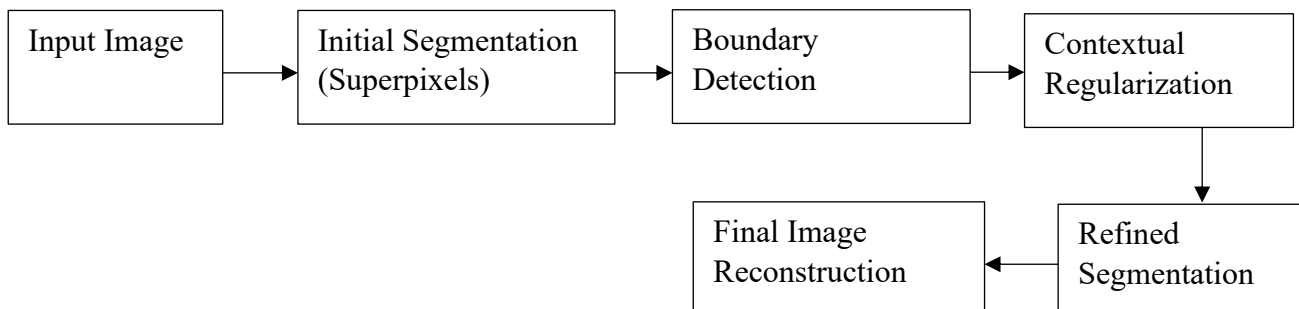 Input Image
Initial Segmentation
(Superpixels)
Boundary
Detection
Contextual
Regularization
Refined
Segmentation
Final Image
Reconstruction